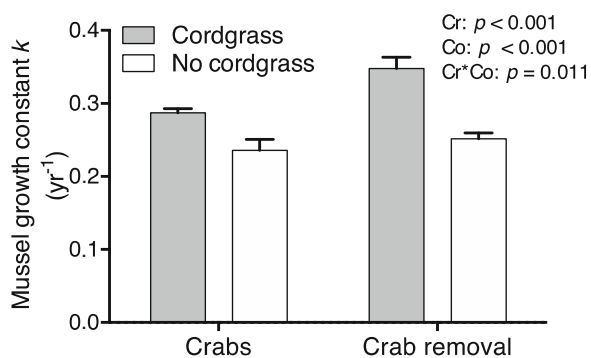 0.4
0.3
0.2
0.1
0.0
Mussel growth constant k
(yr-1)
Cordgrass
No cordgrass
Cr: p < 0.001
Co: p < 0.001
Cr*Co: p = 0.011
Crabs
Crab removal